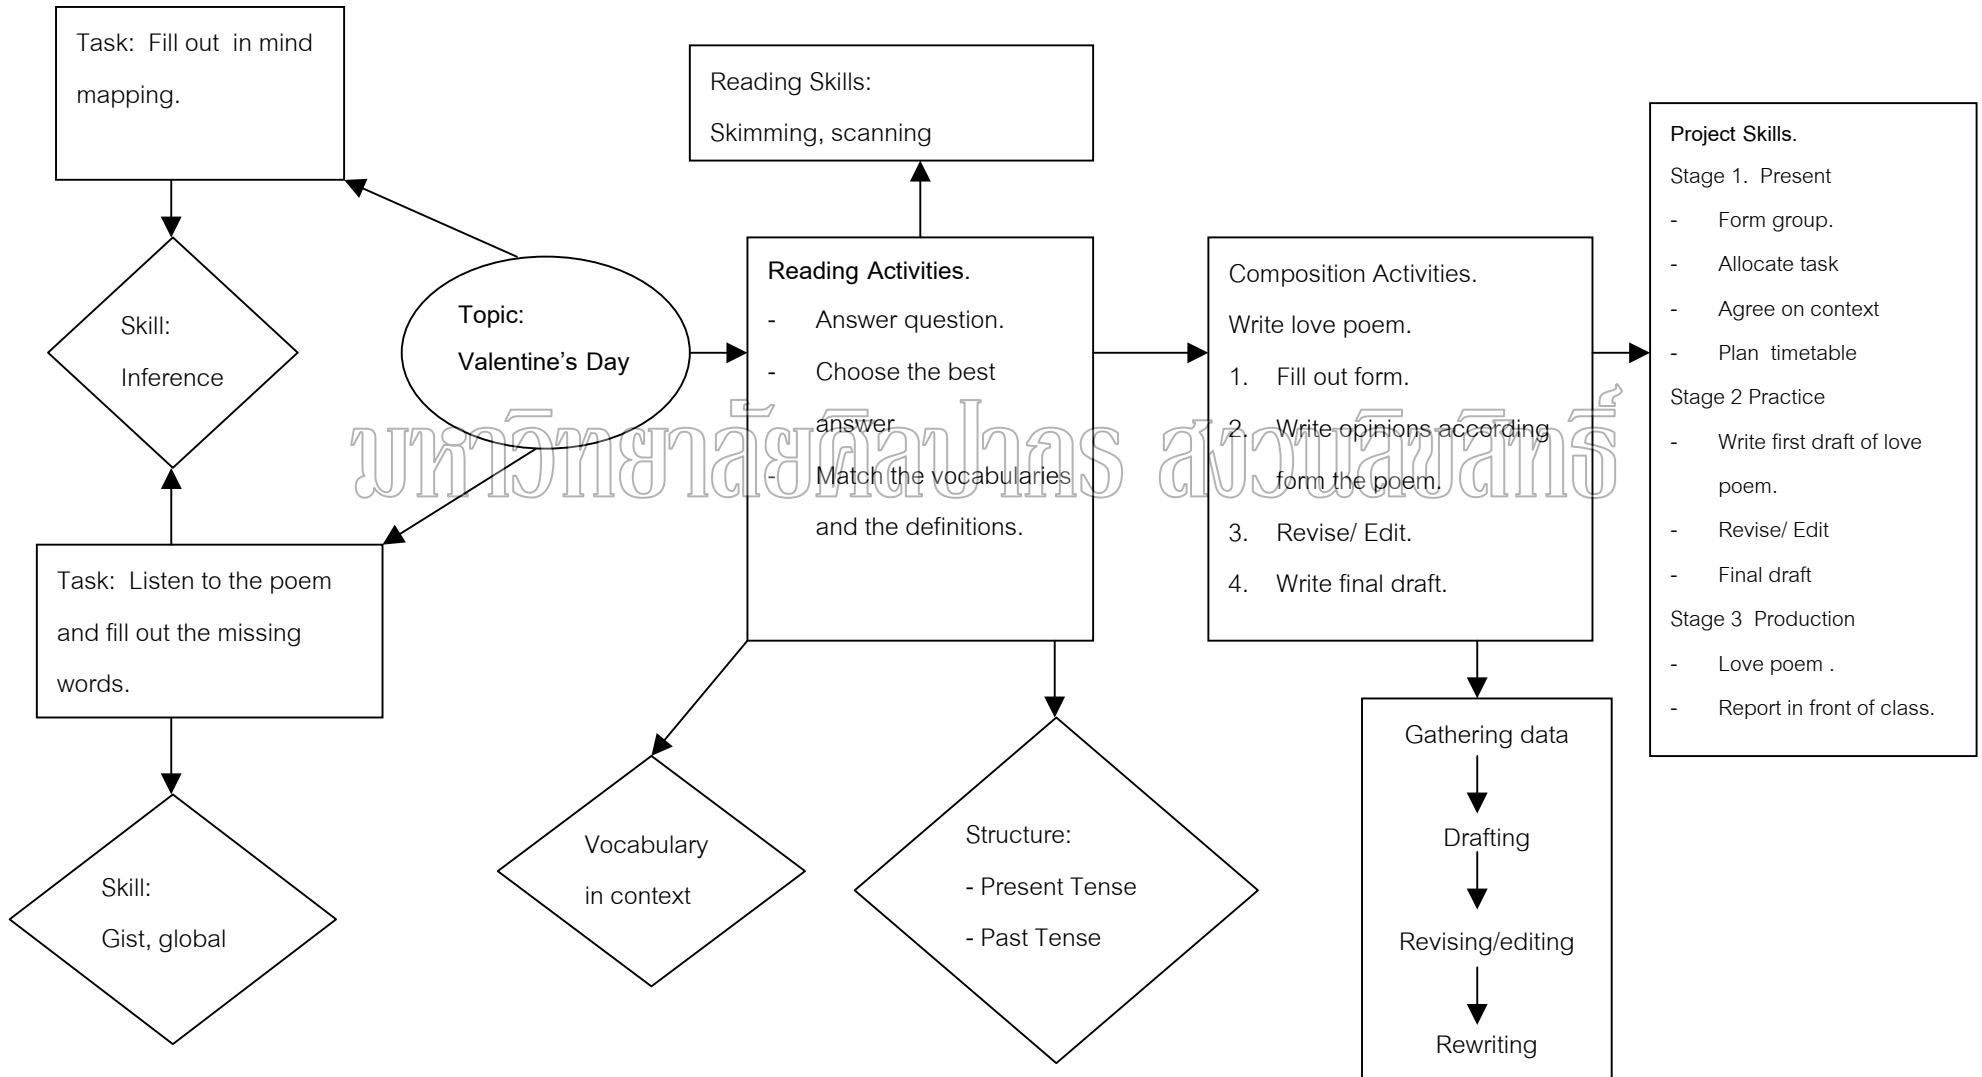 Task: Fill out in mind
mapping.
Skill:
Inference
Topic:
Valentine's Day
Task: Listen to the poem
and fill out the missing
words.
Skill:
Gist, global
Reading Skills:
Skimming, scanning
Reading Activities.
- Answer question.
- Choose the best
answer
- Match the vocabularies
and the definitions.
Vocabulary
in context
Structure:
- Present Tense
- Past Tense
Composition Activities.
Write love poem.
1. Fill out form.
2. Write opinions according
form the poem.
3. Revise/ Edit.
4. Write final draft.
Gathering data
Drafting
Revising/editing
Rewriting
Project Skills.
Stage 1. Present
- Form group.
- Allocate task
- Agree on context
- Plan timetable
Stage 2 Practice
- Write first draft of love
poem.
- Revise/ Edit
- Final draft
Stage 3 Production
- Love poem .
- Report in front of class.
มหาวิทยาลัยศิลปากร สงวนลิขสิทธิ์